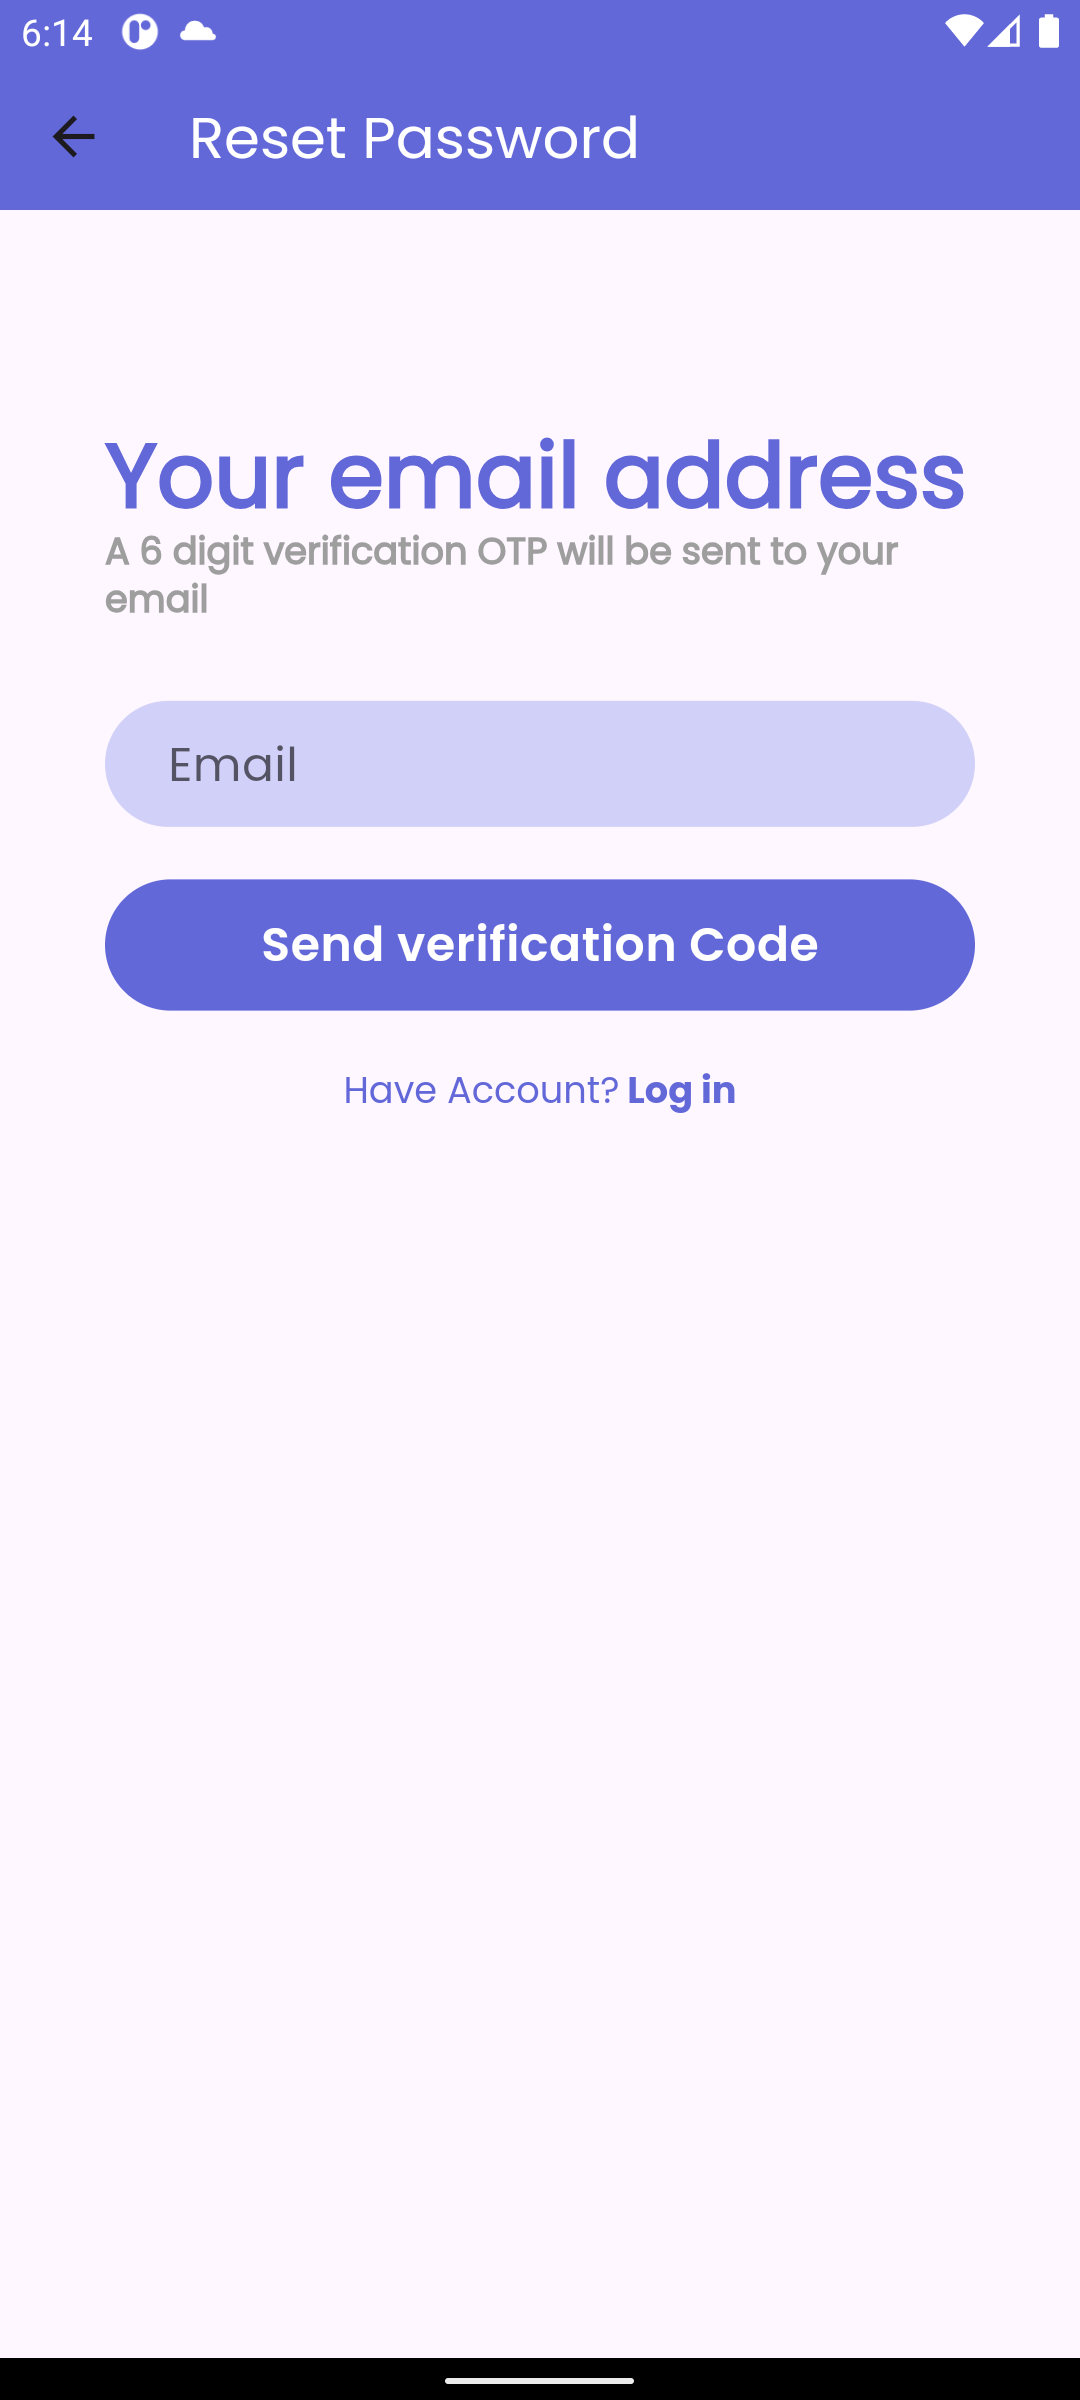 6:14
Reset Password
Your email address
A 6 digit verification OTP will be sent to your
email
Email
Send verification Code
Have Account? Log in